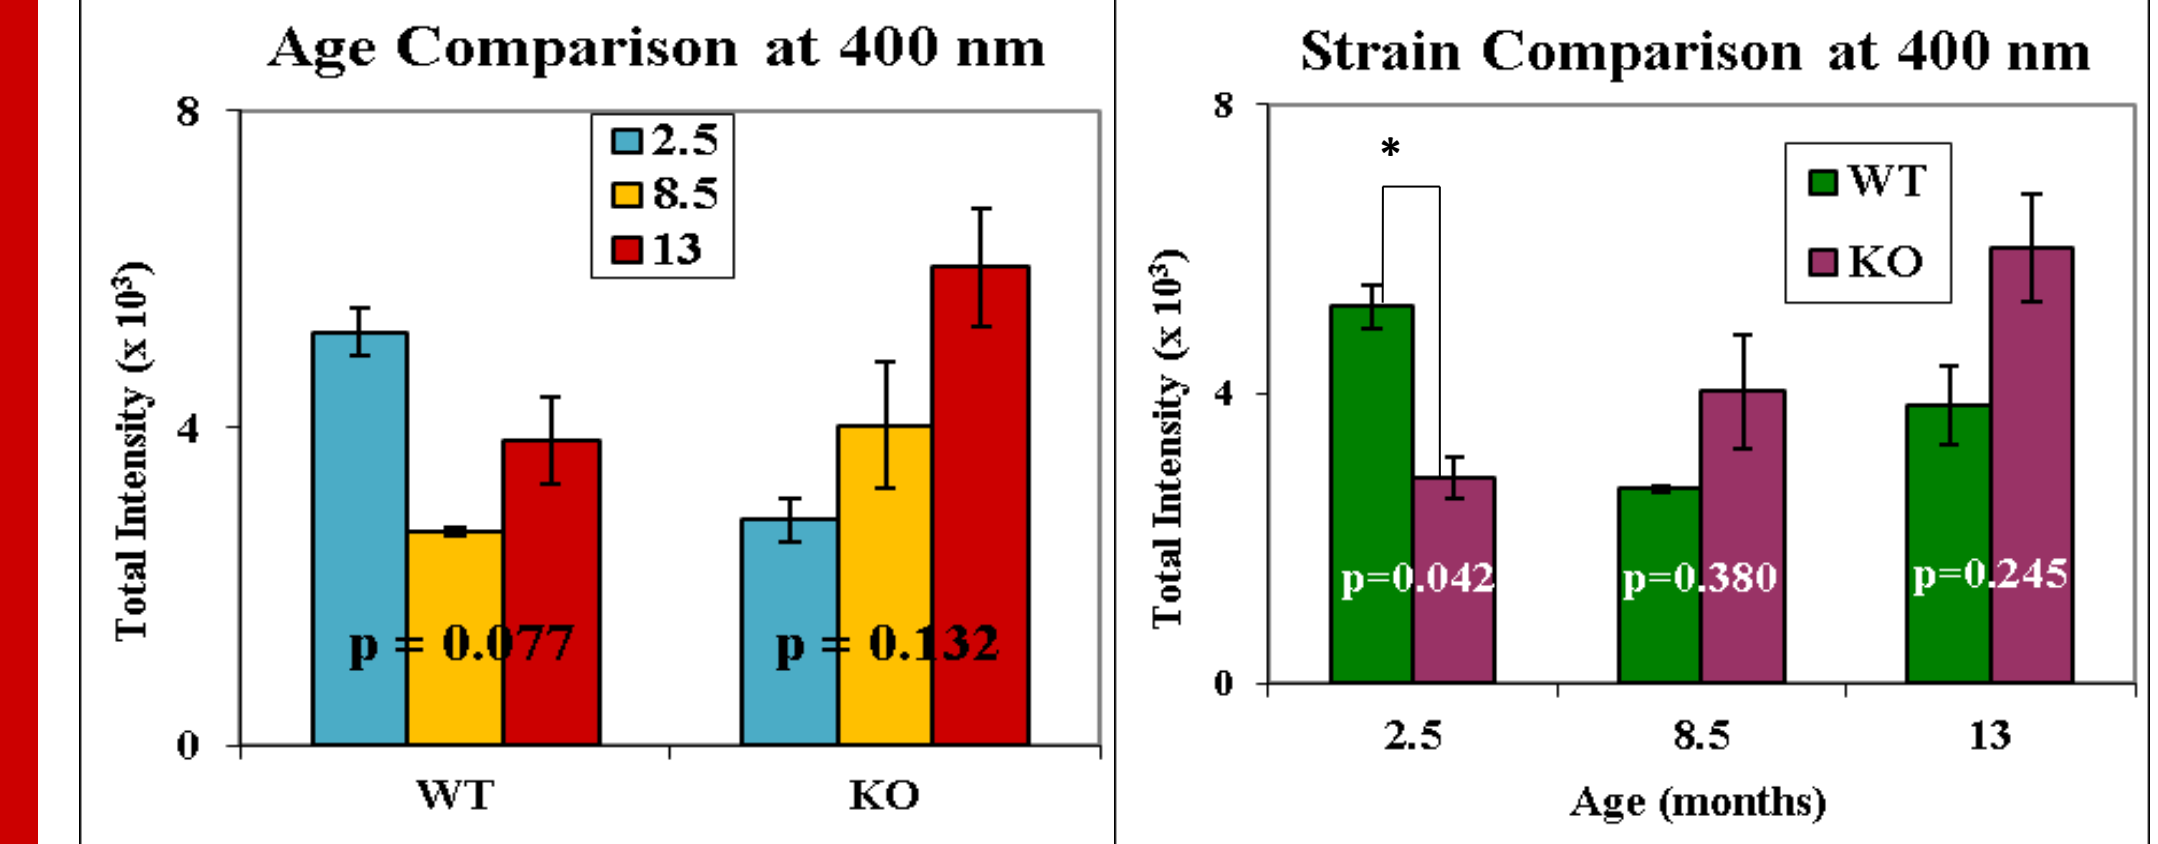 Age Comparison at 400 nm
Total Intensity (x 10³)
8
4
0
2.5
8.5
13
p = 0.077
p = 0.132
WT
KO
Strain Comparison at 400 nm
Total Intensity (x 10³)
8
4
0
*
WT
KO
p=0.042
p=0.380
p=0.245
2.5
8.5
13
Age (months)